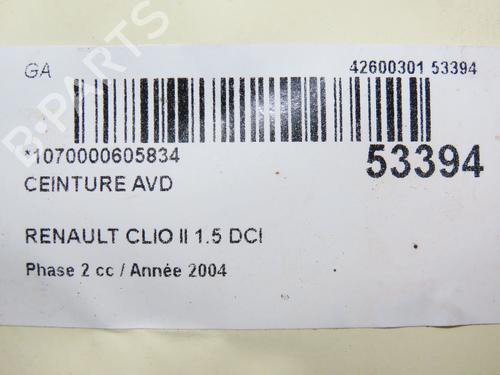 GA
42600301 53394
*1070000605834
53394
CEINTURE AVD
RENAULT CLIO II 1.5 DCI
Phase 2 cc / Année 2004
B-PARTS